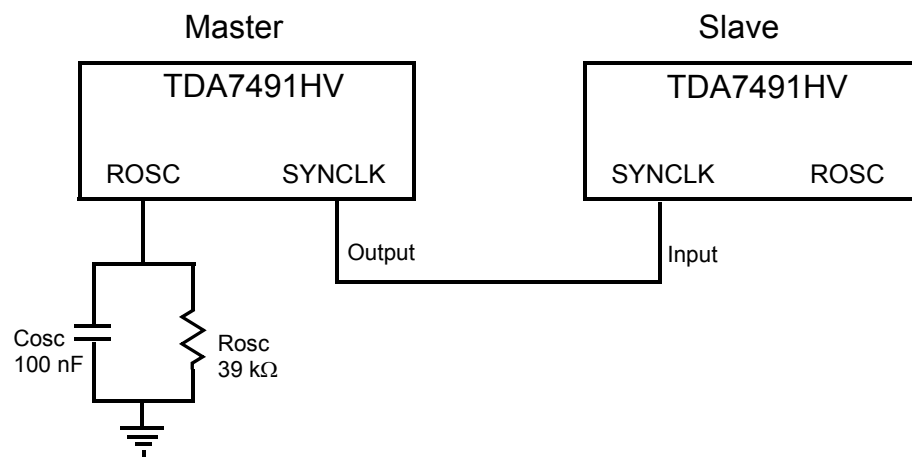 Master
Slave
TDA7491HV
TDA7491HV
ROSC
SYNCLK
SYNCLK
ROSC
Output
Input
Cosc
100 nF
Rosc
39 kΩ